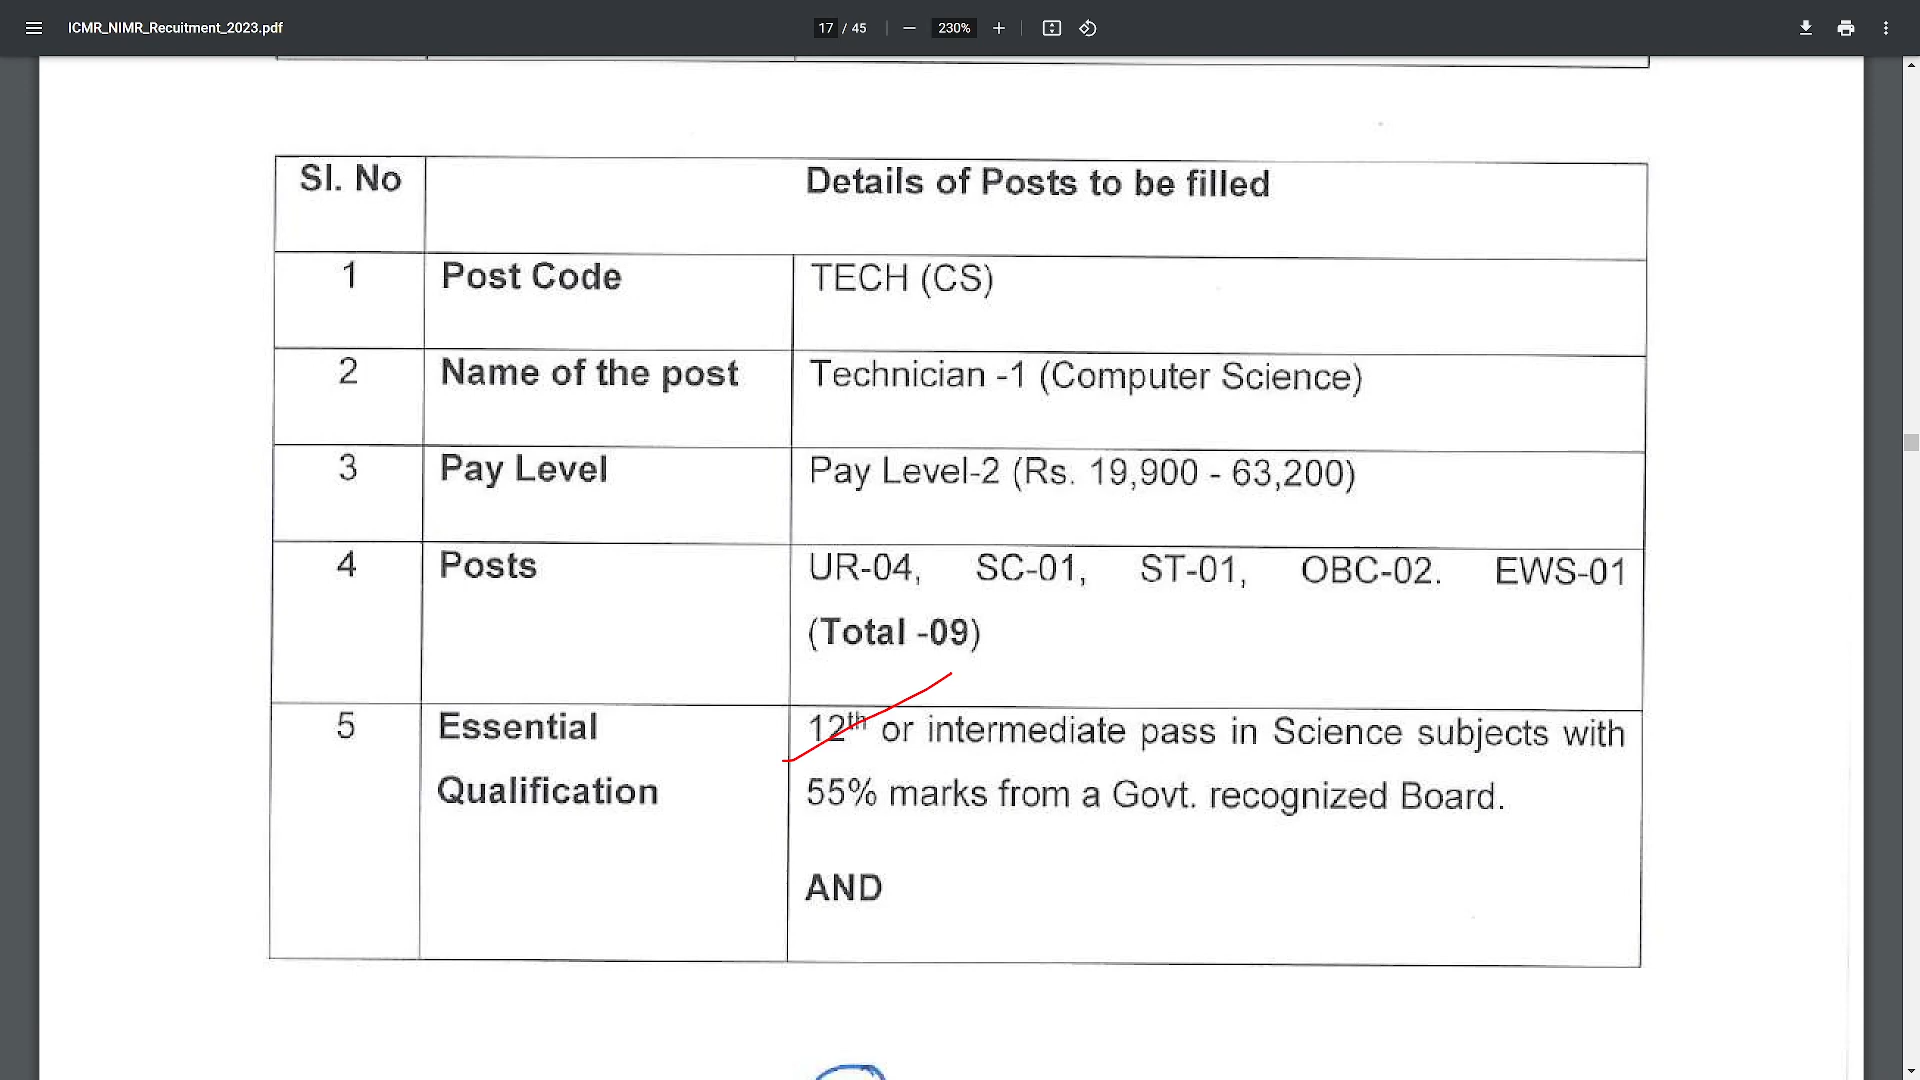 ICMR_NIMR_Recuitment_2023.pdf
17 / 45
230%
Sl. No Details of Posts to be filled
1 Post Code TECH (CS)
2 Name of the post Technician -1 (Computer Science)
3 Pay Level Pay Level-2 (Rs. 19,900 - 63,200)
4 Posts UR-04, SC-01, ST-01, OBC-02. EWS-01
(Total -09)
5 Essential 12th or intermediate pass in Science subjects with
Qualification 55% marks from a Govt. recognized Board.
AND